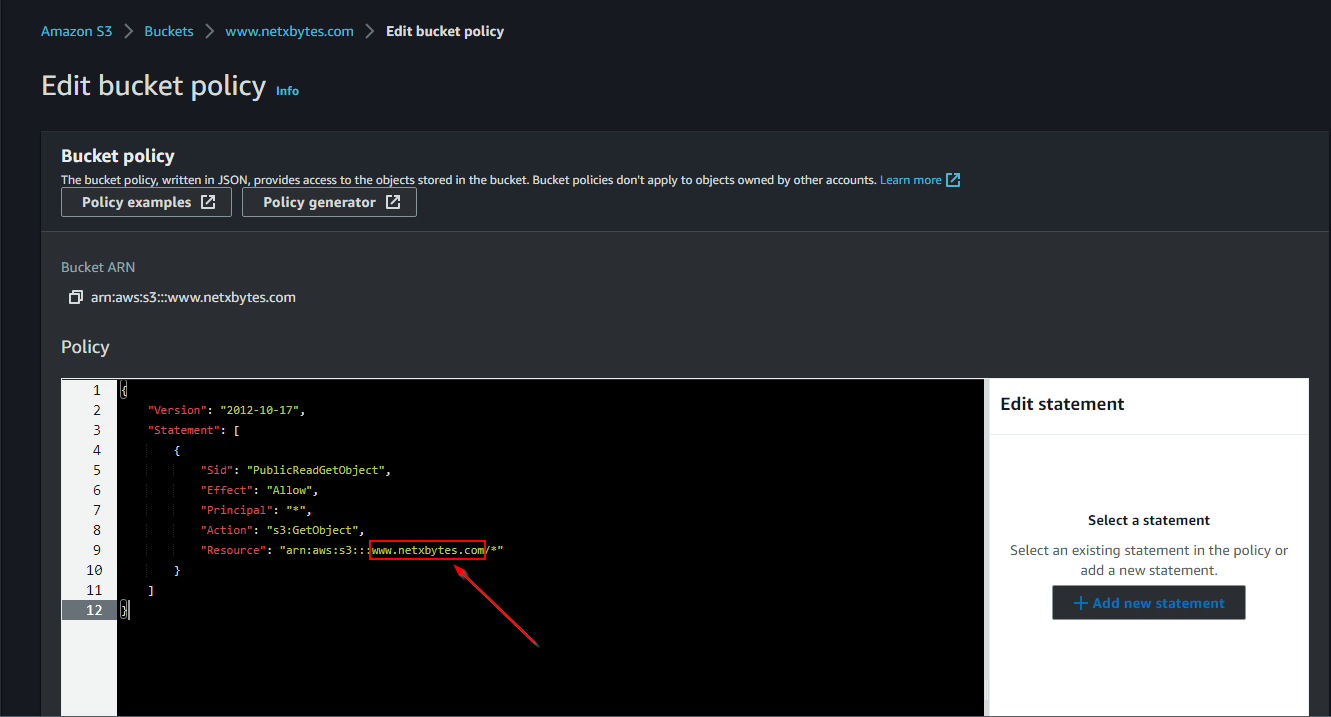 Amazon S3 > Buckets > www.netxbytes.com > Edit bucket policy
Edit bucket policy Info
Bucket policy
The bucket policy, written in JSON, provides access to the objects stored in the bucket. Bucket policies don't apply to objects owned by other accounts. Learn more
Policy examples Policy generator
Bucket ARN
arn:aws:s3:::www.netxbytes.com
Policy
1 {
2 "Version": "2012-10-17",
3 "Statement": [
4 {
5 "Sid": "PublicReadGetObject",
6 "Effect": "Allow",
7 "Principal": "*",
8 "Action": "s3:GetObject",
9 "Resource": "arn:aws:s3:::www.netxbytes.com/*"
10 }
11 ]
12 }
Edit statement
Select a statement
Select an existing statement in the policy or
add a new statement.
+ Add new statement